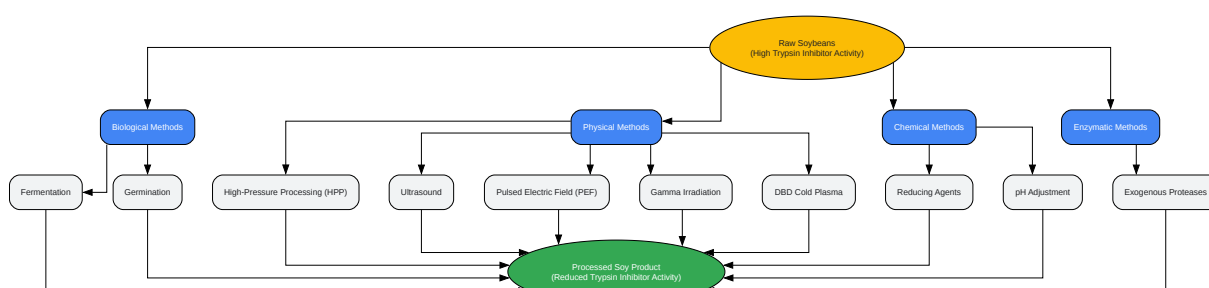 Raw Soybeans
(High Trypsin Inhibitor Activity)
Biological Methods
Physical Methods
Chemical Methods
Enzymatic Methods
Fermentation
Germination
High-Pressure Processing (HPP)
Ultrasound
Pulsed Electric Field (PEF)
Gamma Irradiation
DBD Cold Plasma
Reducing Agents
pH Adjustment
Exogenous Proteases
Processed Soy Product
(Reduced Trypsin Inhibitor Activity)